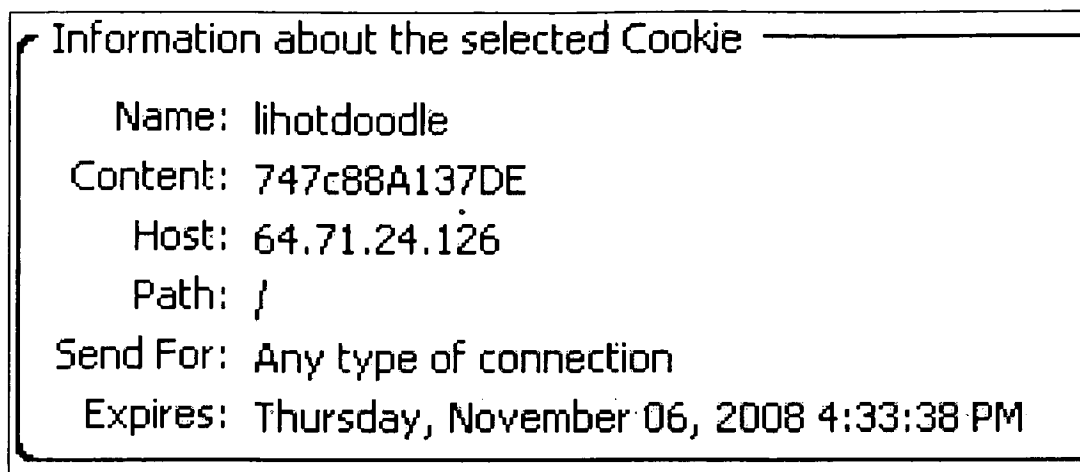 Information about the selected Cookie
Name: lihotdoodle
Content: 747c88A137DE
Host: 64.71.24.126
Path: /
Send For: Any type of connection
Expires: Thursday, November 06, 2008 4:33:38 PM